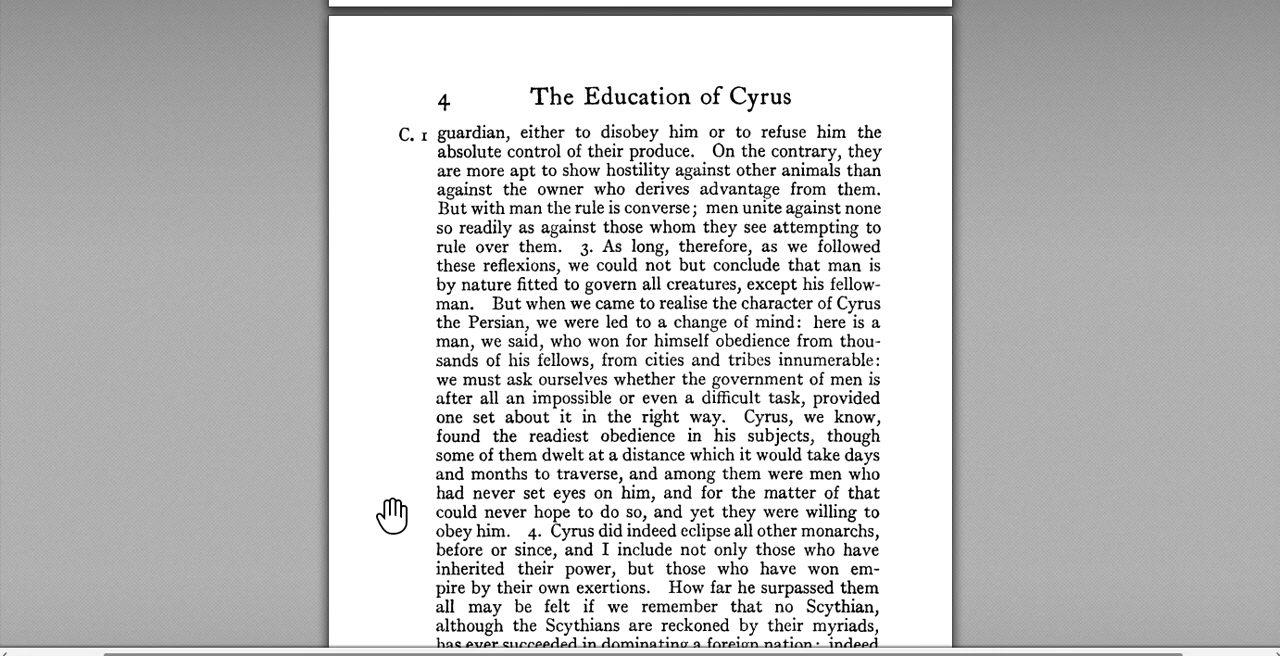 4
The Education of Cyrus
C. 1 guardian, either to disobey him or to refuse him the
absolute control of their produce. On the contrary, they
are more apt to show hostility against other animals than
against the owner who derives advantage from them.
But with man the rule is converse; men unite against none
so readily as against those whom they see attempting to
rule over them. 3. As long, therefore, as we followed
these reflexions, we could not but conclude that man is
by nature fitted to govern all creatures, except his fellow-
man. But when we came to realise the character of Cyrus
the Persian, we were led to a change of mind: here is a
man, we said, who won for himself obedience from thou-
sands of his fellows, from cities and tribes innumerable:
we must ask ourselves whether the government of men is
after all an impossible or even a difficult task, provided
one set about it in the right way. Cyrus, we know,
found the readiest obedience in his subjects, though
some of them dwelt at a distance which it would take days
and months to traverse, and among them were men who
had never set eyes on him, and for the matter of that
could never hope to do so, and yet they were willing to
obey him. 4. Cyrus did indeed eclipse all other monarchs,
before or since, and I include not only those who have
inherited their power, but those who have won em-
pire by their own exertions. How far he surpassed them
all may be felt if we remember that no Scythian,
although the Scythians are reckoned by their myriads,
has ever succeeded in dominating a foreign nation: indeed